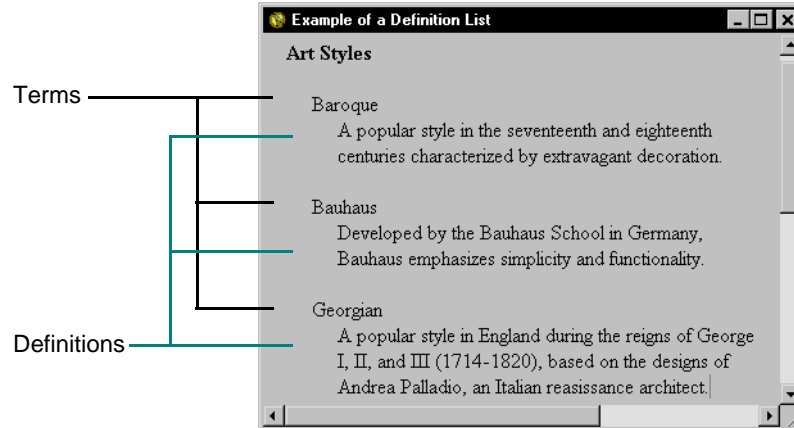 Example of a Definition List
Art Styles
Terms
Baroque
A popular style in the seventeenth and eighteenth
centuries characterized by extravagant decoration.
Bauhaus
Developed by the Bauhaus School in Germany,
Bauhaus emphasizes simplicity and functionality.
Georgian
Definitions
A popular style in England during the reigns of George
I, II, and III (1714-1820), based on the designs of
Andrea Palladio, an Italian reasissance architect.